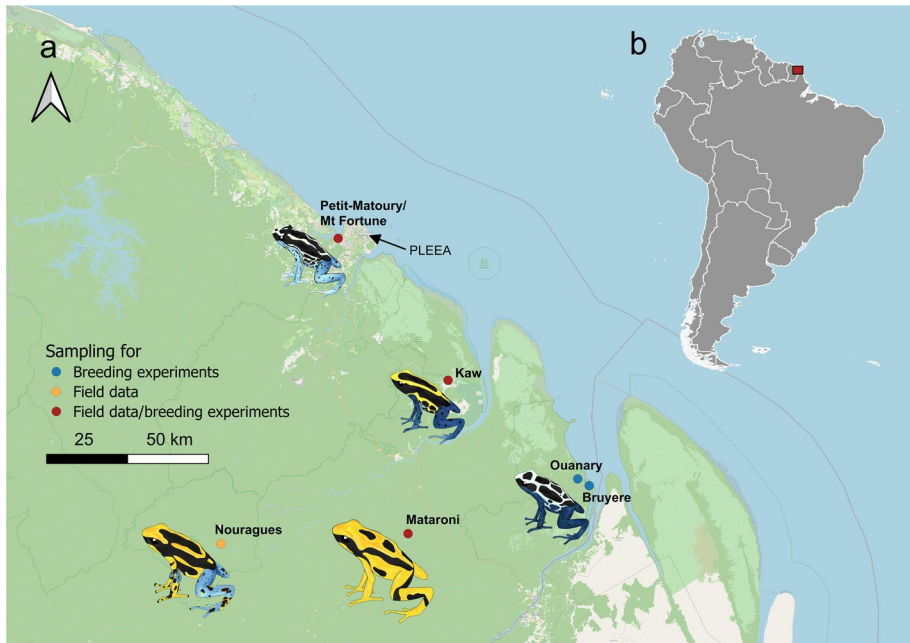 a
b
Petit-Matoury/
Mt Fortune
PLEEA
Sampling for
Breeding experiments
Field data
Field data/breeding experiments
25 50 km
Kaw
Ouanary
Bruyere
Nouragues
Mataroni